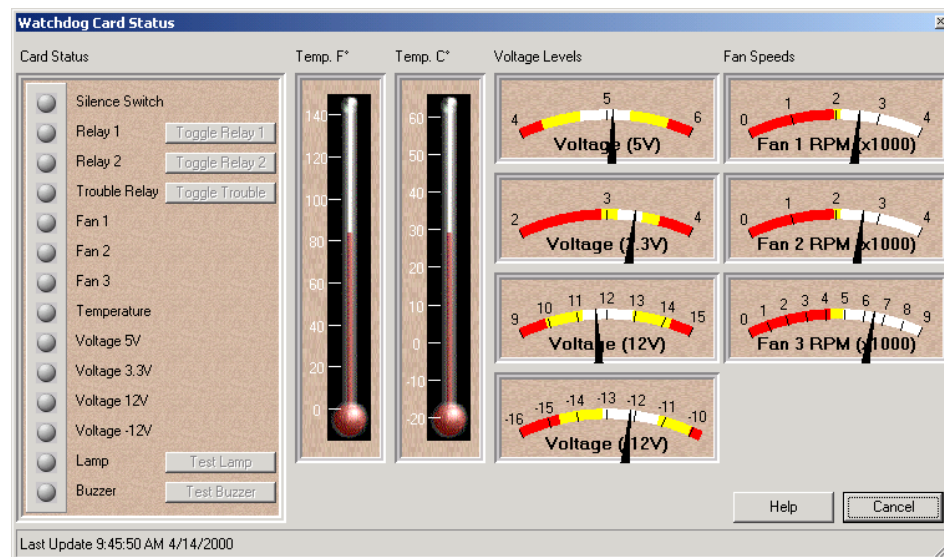 Watchdog Card Status
Card Status
Temp. F°
Temp. C°
Voltage Levels
Fan Speeds
Silence Switch
Relay 1
Toggle Relay 1
Relay 2
Toggle Relay 2
Trouble Relay
Toggle Trouble
Fan 1
Fan 2
Fan 3
Temperature
Voltage 5V
Voltage 3.3V
Voltage 12V
Voltage -12V
Lamp
Test Lamp
Buzzer
Test Buzzer
140
120
100
80
60
40
20
0
60
50
40
30
20
10
0
-10
-20
4 5 6
Voltage (5V)
2 3 4
Voltage ( .3V)
9 10 11 12 13 14 15
Voltage (12V)
-16 -15 -14 -13 -12 -11 -10
Voltage ( 12V)
0 1 2 3 4
Fan 1 RPM (x1000)
0 1 2 3 4
Fan 2 RPM (x1000)
0 1 2 3 4 5 6 7 8 9
Fan 3 RPM (x1000)
Help
Cancel
Last Update 9:45:50 AM 4/14/2000